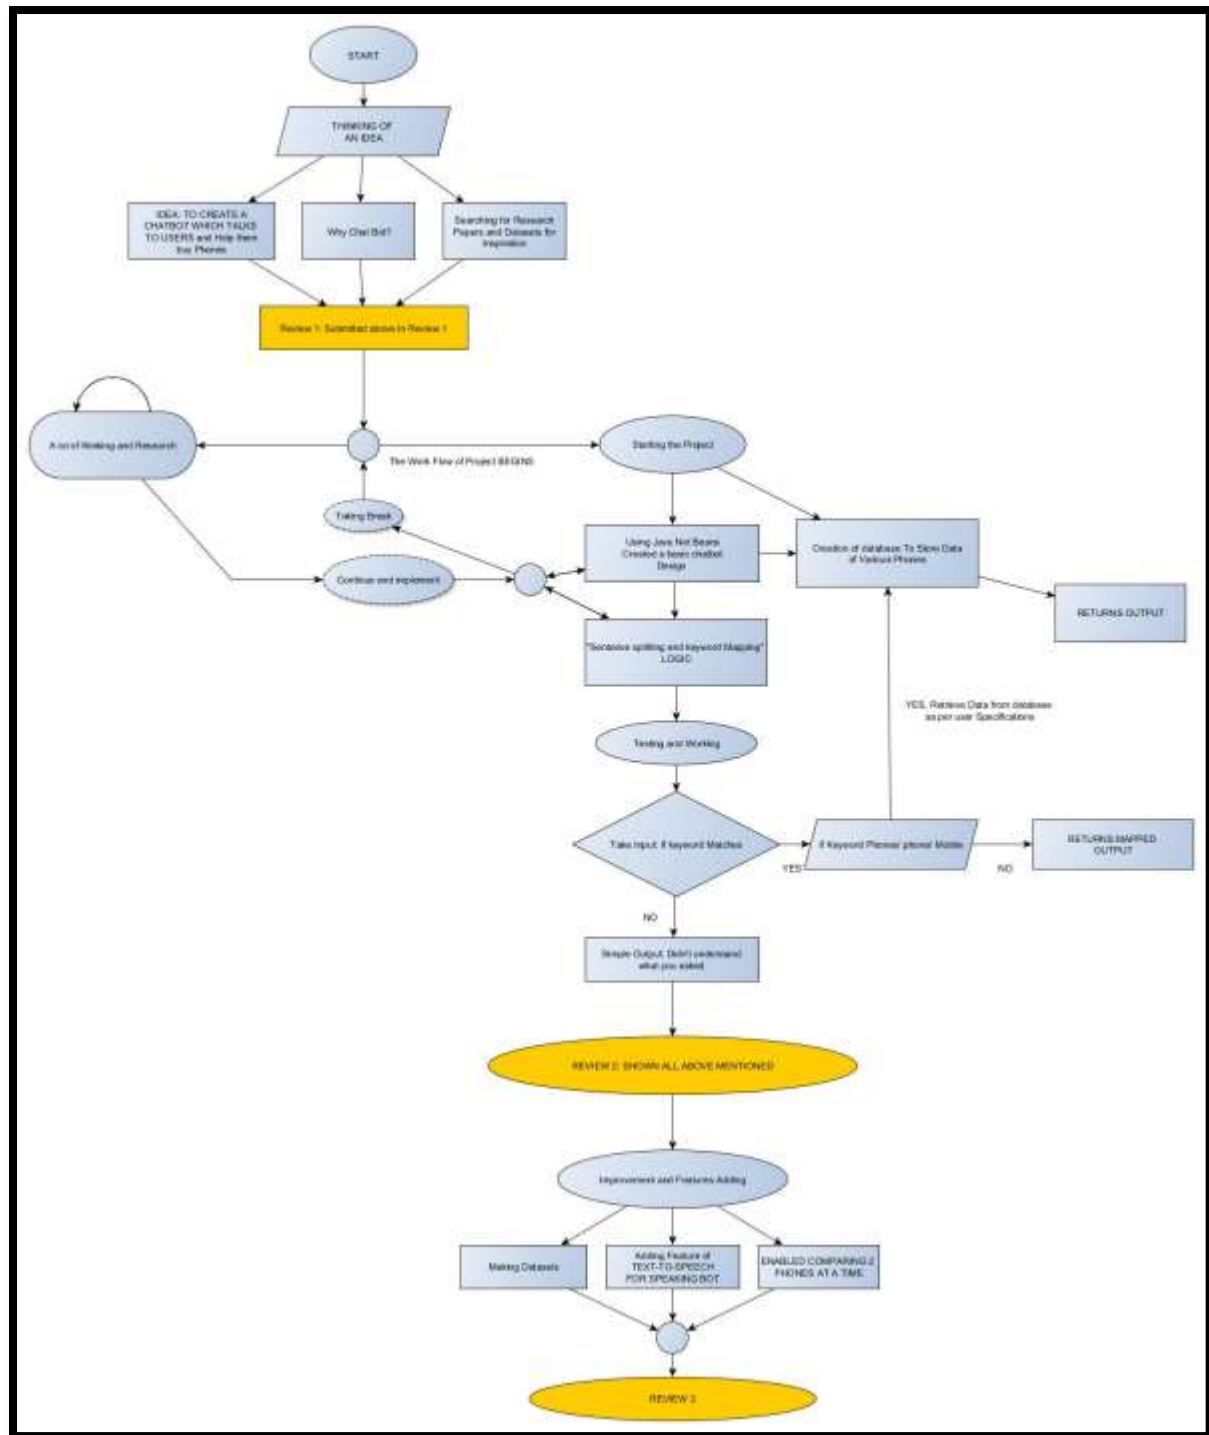 START
THINKING OF
AN IDEA
IDEA: TO CREATE A
CHATBOT WHICH TALKS
TO USERS and Help them
buy Phones
Why Chat Bot?
Searching for Research
Papers and Datasets for
Inspiration
Review 1: Submitted above in Review 1
A lot of Working and Research
Starting the Project
The Work Flow of Project BEGINS
Taking Break
Using Java Net Beans
Created a basic chatbot
Design
Creation of database To Store Data
of Various Phones
Continue and implement
RETURNS OUTPUT
"Sentence splitting and keyword Mapping"
LOGIC
YES, Retrieve Data from database
as per user Specifications
Testing and Working
Take Input: If keyword Matches
If Keyword Phones/ phone/ Mobile
RETURNS MAPPED
OUTPUT
YES
NO
NO
Simple Output: Didn't understand
what you asked
REVIEW 2: SHOWN ALL ABOVE MENTIONED
Improvement and Features Adding
Making Datasets
Adding Feature of
TEXT-TO-SPEECH
FOR SPEAKING BOT
ENABLED COMPARING 2
PHONES AT A TIME
REVIEW 3